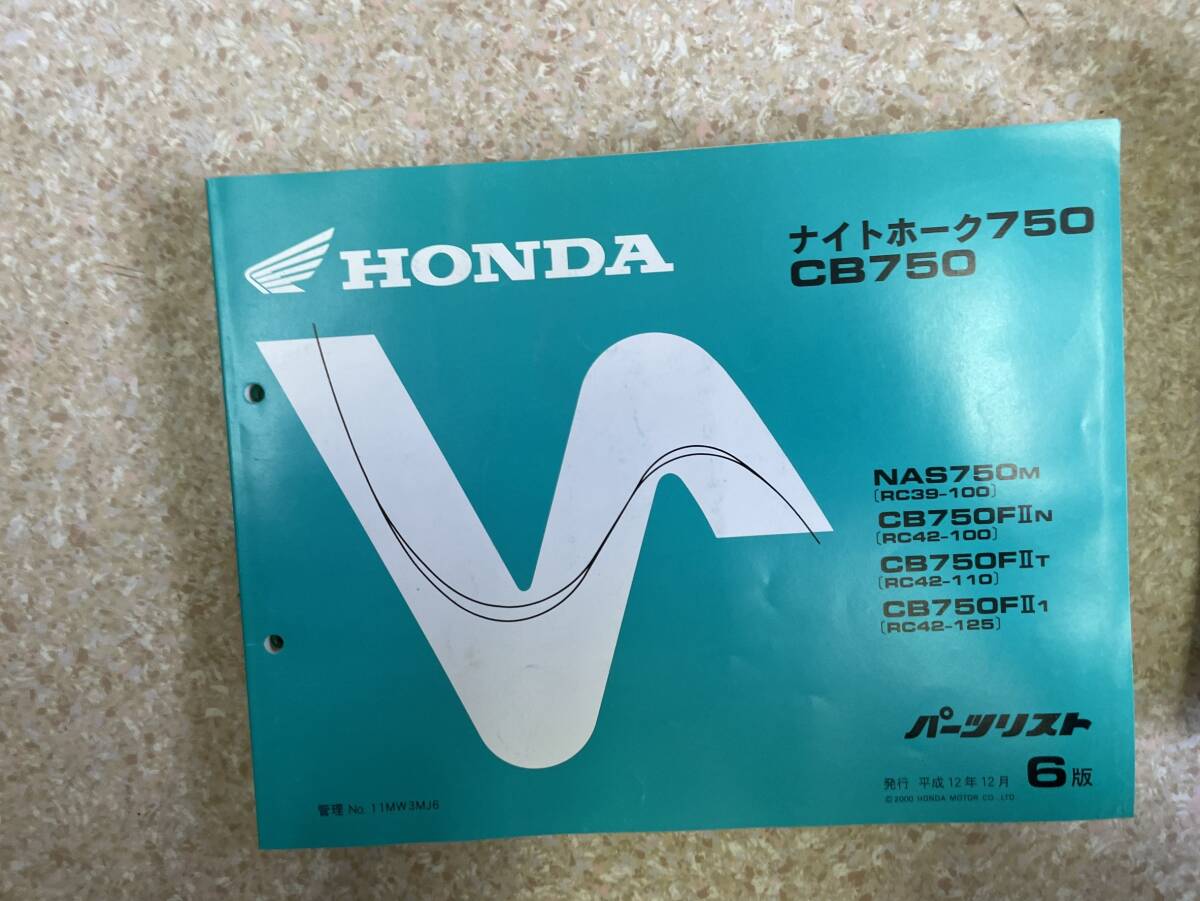 HONDA
ナイトホーク750
CB750
NAS750M
〔RC39-100〕
CB750FⅡN
〔RC42-100〕
CB750FⅡT
〔RC42-110〕
CB750FⅡ1
〔RC42-125〕
パーツリスト
発行 平成12年12月 6版
©2000 HONDA MOTOR CO., LTD.
管理 No. 11MW3MJ6